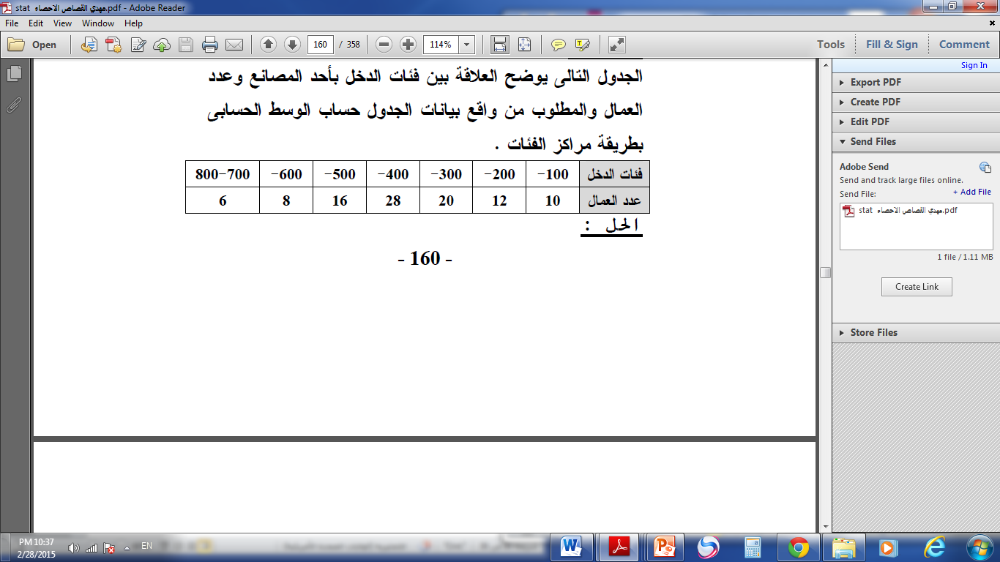 stat مهدي القصاص الاحصاء.pdf - Adobe Reader
File Edit View Window Help
Open 160 / 358 114% Tools Fill & Sign Comment
Sign In
Export PDF
Create PDF
Edit PDF
Send Files
Adobe Send
Send and track large files online.
Send File: + Add File
stat مهدي القصاص الاحصاء.pdf
1 file / 1.11 MB
Create Link
Store Files
الجدول التالى يوضح العلاقة بين فئات الدخل بأحد المصانع وعدد
العمال والمطلوب من واقع بيانات الجدول حساب الوسط الحسابى
بطريقة مراكز الفئات .
فئات الدخل 100- 200- 300- 400- 500- 600- 700-800
عدد العمال 10 12 20 28 16 8 6
الحل :
- 160 -
EN
PM 10:37
2/28/2015